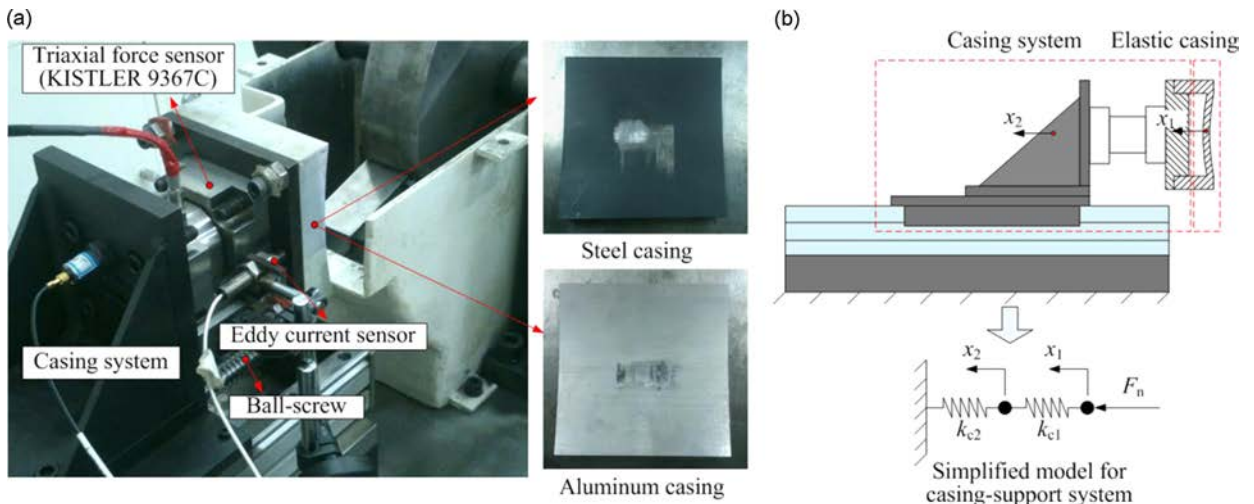 (a)
Triaxial force sensor
(KISTLER 9367C)
Eddy current sensor
Casing system
Ball-screw
Steel casing
Aluminum casing
(b)
Casing system
Elastic casing
x2
x1
x2
x1
Fn
kc2
kc1
Simplified model for
casing-support system